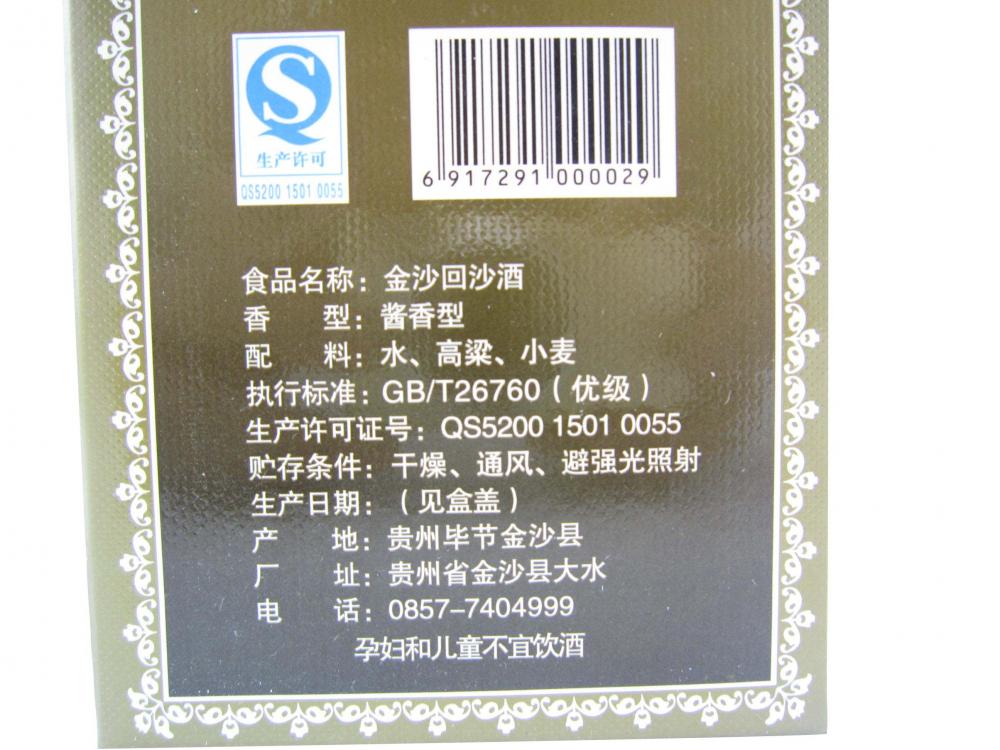 生产许可
QS5200 1501 0055
6 917291 000029
食品名称：金沙回沙酒
香 型：酱香型
配 料：水、高粱、小麦
执行标准：GB/T26760（优级）
生产许可证号：QS5200 1501 0055
贮存条件：干燥、通风、避强光照射
生产日期：（见盒盖）
产 地：贵州毕节金沙县
厂 址：贵州省金沙县大水
电 话：0857-7404999
孕妇和儿童不宜饮酒